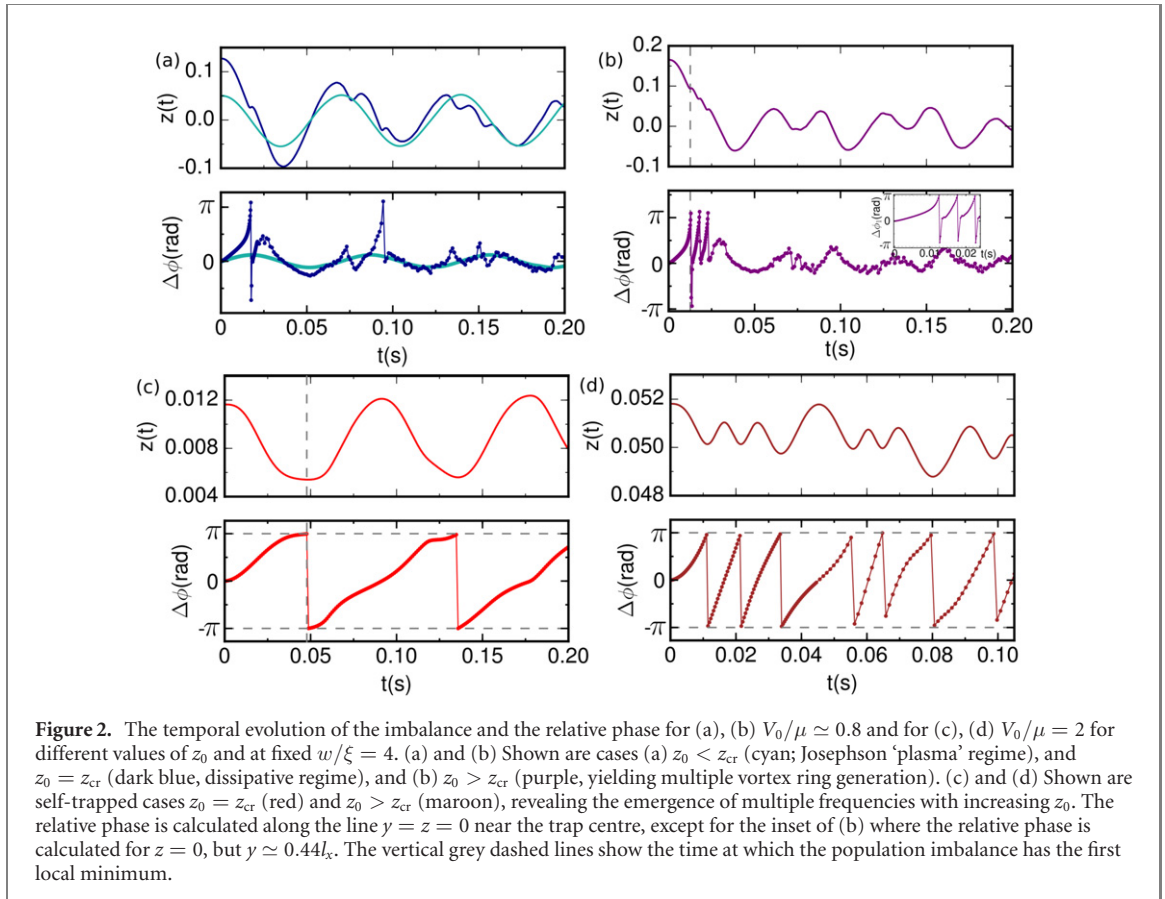 (a)
0.1
0.0
-0.1
z(t)
π
0
Δϕ(rad)
0 0.05 0.10 0.15 0.20
t(s)
(b)
0.2
0.1
0.0
-0.1
z(t)
π
0
-π
Δϕ(rad)
π
0
-π
Δϕ(rad)
0 0.01 0.02 t(s)
0 0.05 0.10 0.15 0.20
t(s)
(c)
0.012
0.008
0.004
z(t)
π
0
-π
Δϕ(rad)
0 0.05 0.10 0.15 0.20
t(s)
(d)
0.052
0.050
0.048
z(t)
π
0
-π
Δϕ(rad)
0 0.02 0.04 0.06 0.08 0.10
t(s)
Figure 2. The temporal evolution of the imbalance and the relative phase for (a), (b) V₀/μ ≃ 0.8 and for (c), (d) V₀/μ = 2 for
different values of z₀ and at fixed w/ξ = 4. (a) and (b) Shown are cases (a) z₀ < z_cr (cyan; Josephson ‘plasma’ regime), and
z₀ = z_cr (dark blue, dissipative regime), and (b) z₀ > z_cr (purple, yielding multiple vortex ring generation). (c) and (d) Shown are
self-trapped cases z₀ = z_cr (red) and z₀ > z_cr (maroon), revealing the emergence of multiple frequencies with increasing z₀. The
relative phase is calculated along the line y = z = 0 near the trap centre, except for the inset of (b) where the relative phase is
calculated for z = 0, but y ≃ 0.44lₓ. The vertical grey dashed lines show the time at which the population imbalance has the first
local minimum.